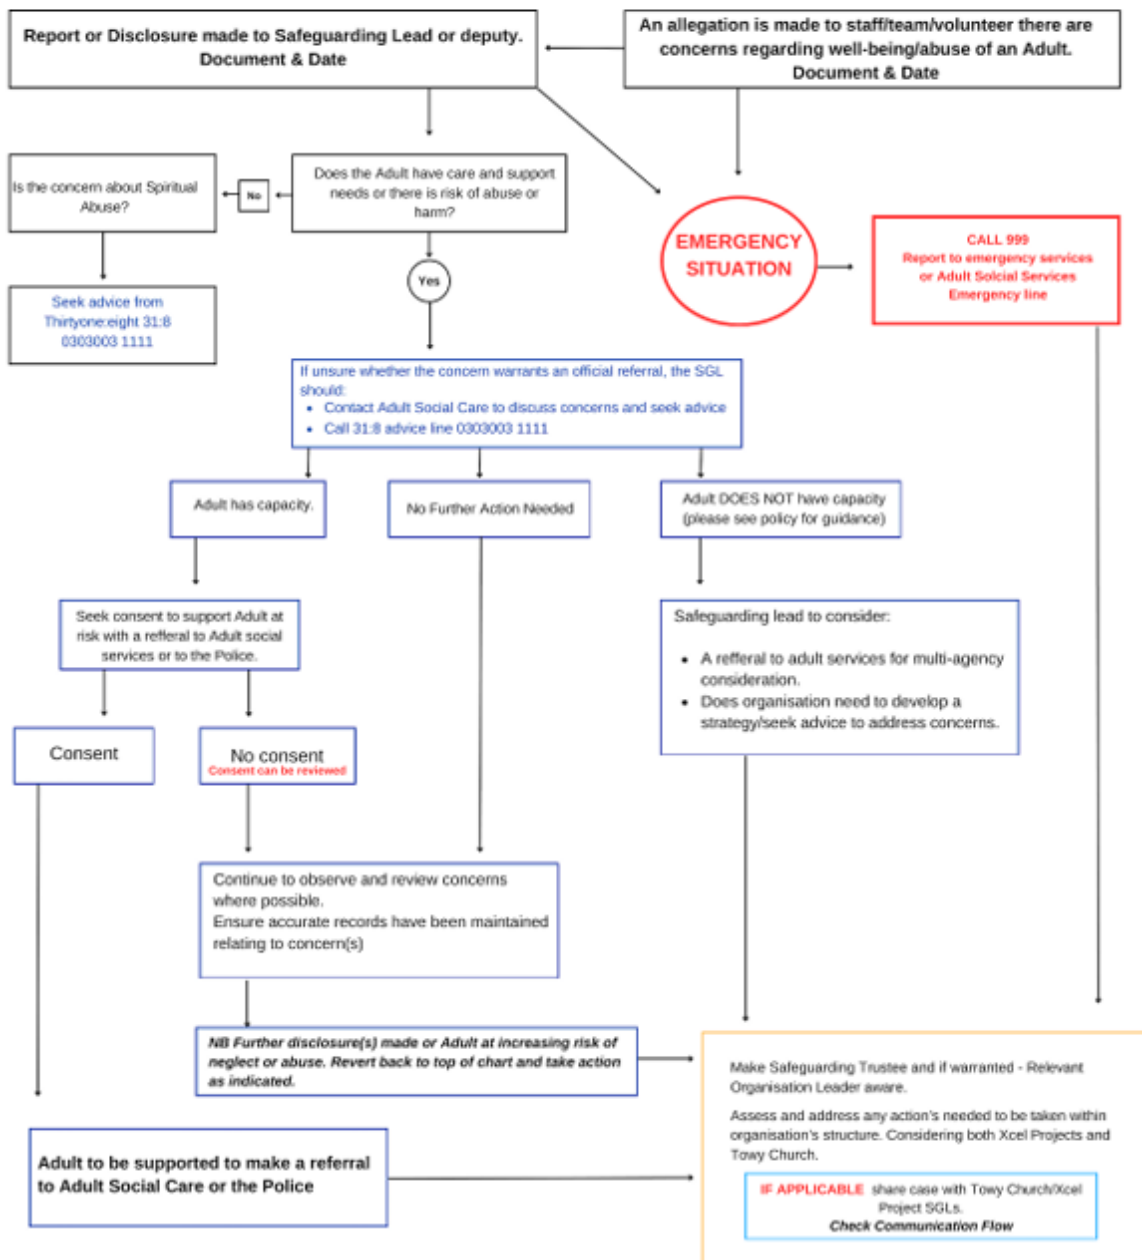 Report or Disclosure made to Safeguarding Lead or deputy.
Document & Date
An allegation is made to staff/team/volunteer there are
concerns regarding well-being/abuse of an Adult.
Document & Date
Is the concern about Spiritual
Abuse?
No
Does the Adult have care and support
needs or there is risk of abuse or
harm?
EMERGENCY
SITUATION
CALL 999
Report to emergency services
or Adult Solcial Services
Emergency line
Yes
Seek advice from
Thirtyone:eight 31:8
0303003 1111
If unsure whether the concern warrants an official referral, the SGL
should:
• Contact Adult Social Care to discuss concerns and seek advice
• Call 31:8 advice line 0303003 1111
Adult has capacity.
No Further Action Needed
Adult DOES NOT have capacity
(please see policy for guidance)
Seek consent to support Adult at
risk with a refferal to Adult social
services or to the Police.
Safeguarding lead to consider:
• A refferal to adult services for multi-agency
consideration.
• Does organisation need to develop a
strategy/seek advice to address concerns.
Consent
No consent
Consent can be reviewed
Continue to observe and review concerns
where possible.
Ensure accurate records have been maintained
relating to concern(s)
NB Further disclosure(s) made or Adult at increasing risk of
neglect or abuse. Revert back to top of chart and take action
as indicated.
Make Safeguarding Trustee and if warranted - Relevant
Organisation Leader aware.
Assess and address any action's needed to be taken within
organisation's structure. Considering both Xcel Projects and
Towy Church.
Adult to be supported to make a referral
to Adult Social Care or the Police
IF APPLICABLE share case with Towy Church/Xcel
Project SGLs.
Check Communication Flow